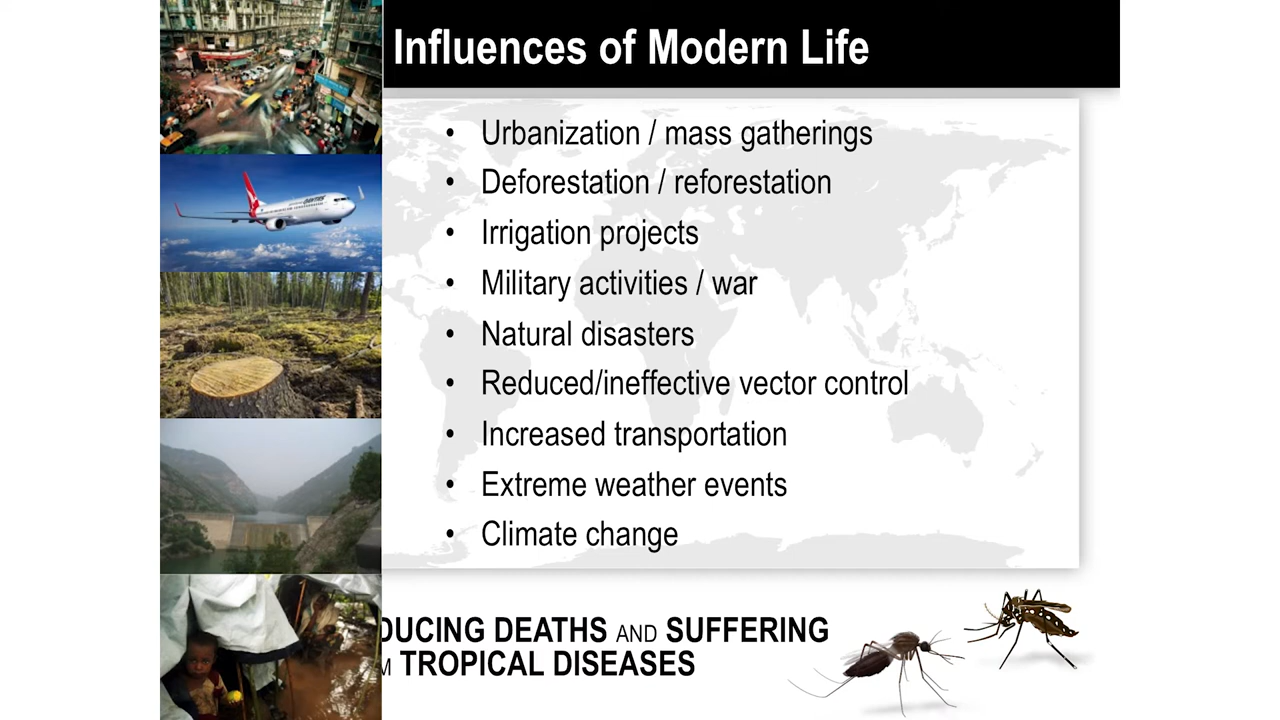 Influences of Modern Life
• Urbanization / mass gatherings
• Deforestation / reforestation
• Irrigation projects
• Military activities / war
• Natural disasters
• Reduced/ineffective vector control
• Increased transportation
• Extreme weather events
• Climate change
DUCING DEATHS AND SUFFERING
M TROPICAL DISEASES